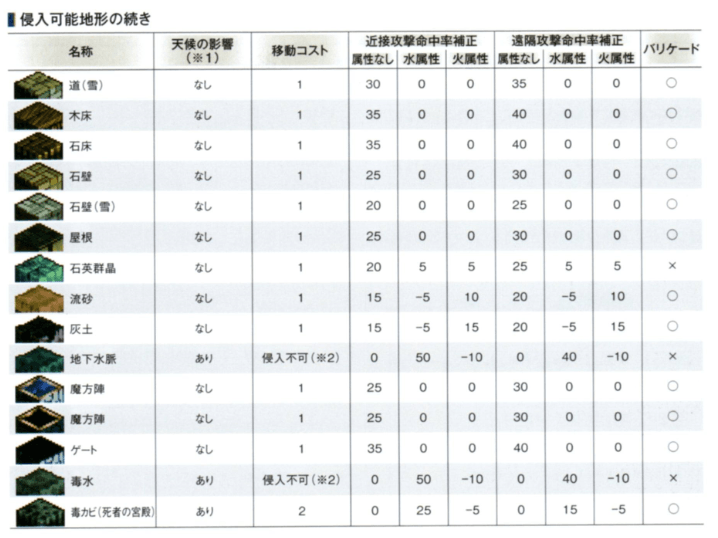 侵入可能地形の続き
名称 天候の影響(※1) 移動コスト 近接攻撃命中率補正 遠隔攻撃命中率補正 バリケード
属性なし 水属性 火属性 属性なし 水属性 火属性
道(雪) なし 1 30 0 0 35 0 0 ○
木床 なし 1 35 0 0 40 0 0 ○
石床 なし 1 35 0 0 40 0 0 ○
石壁 なし 1 25 0 0 30 0 0 ○
石壁(雪) なし 1 20 0 0 25 0 0 ○
屋根 なし 1 25 0 0 30 0 0 ○
石英群晶 なし 1 20 5 5 25 5 5 ×
流砂 なし 1 15 -5 10 20 -5 10 ○
灰土 なし 1 15 -5 15 20 -5 15 ○
地下水脈 あり 侵入不可(※2) 0 50 -10 0 40 -10 ×
魔方陣 なし 1 25 0 0 30 0 0 ○
魔方陣 なし 1 25 0 0 30 0 0 ○
ゲート なし 1 35 0 0 40 0 0 ○
毒水 あり 侵入不可(※2) 0 50 -10 0 40 -10 ×
毒カビ(死者の宮殿) あり 2 0 25 -5 0 15 -5 ○